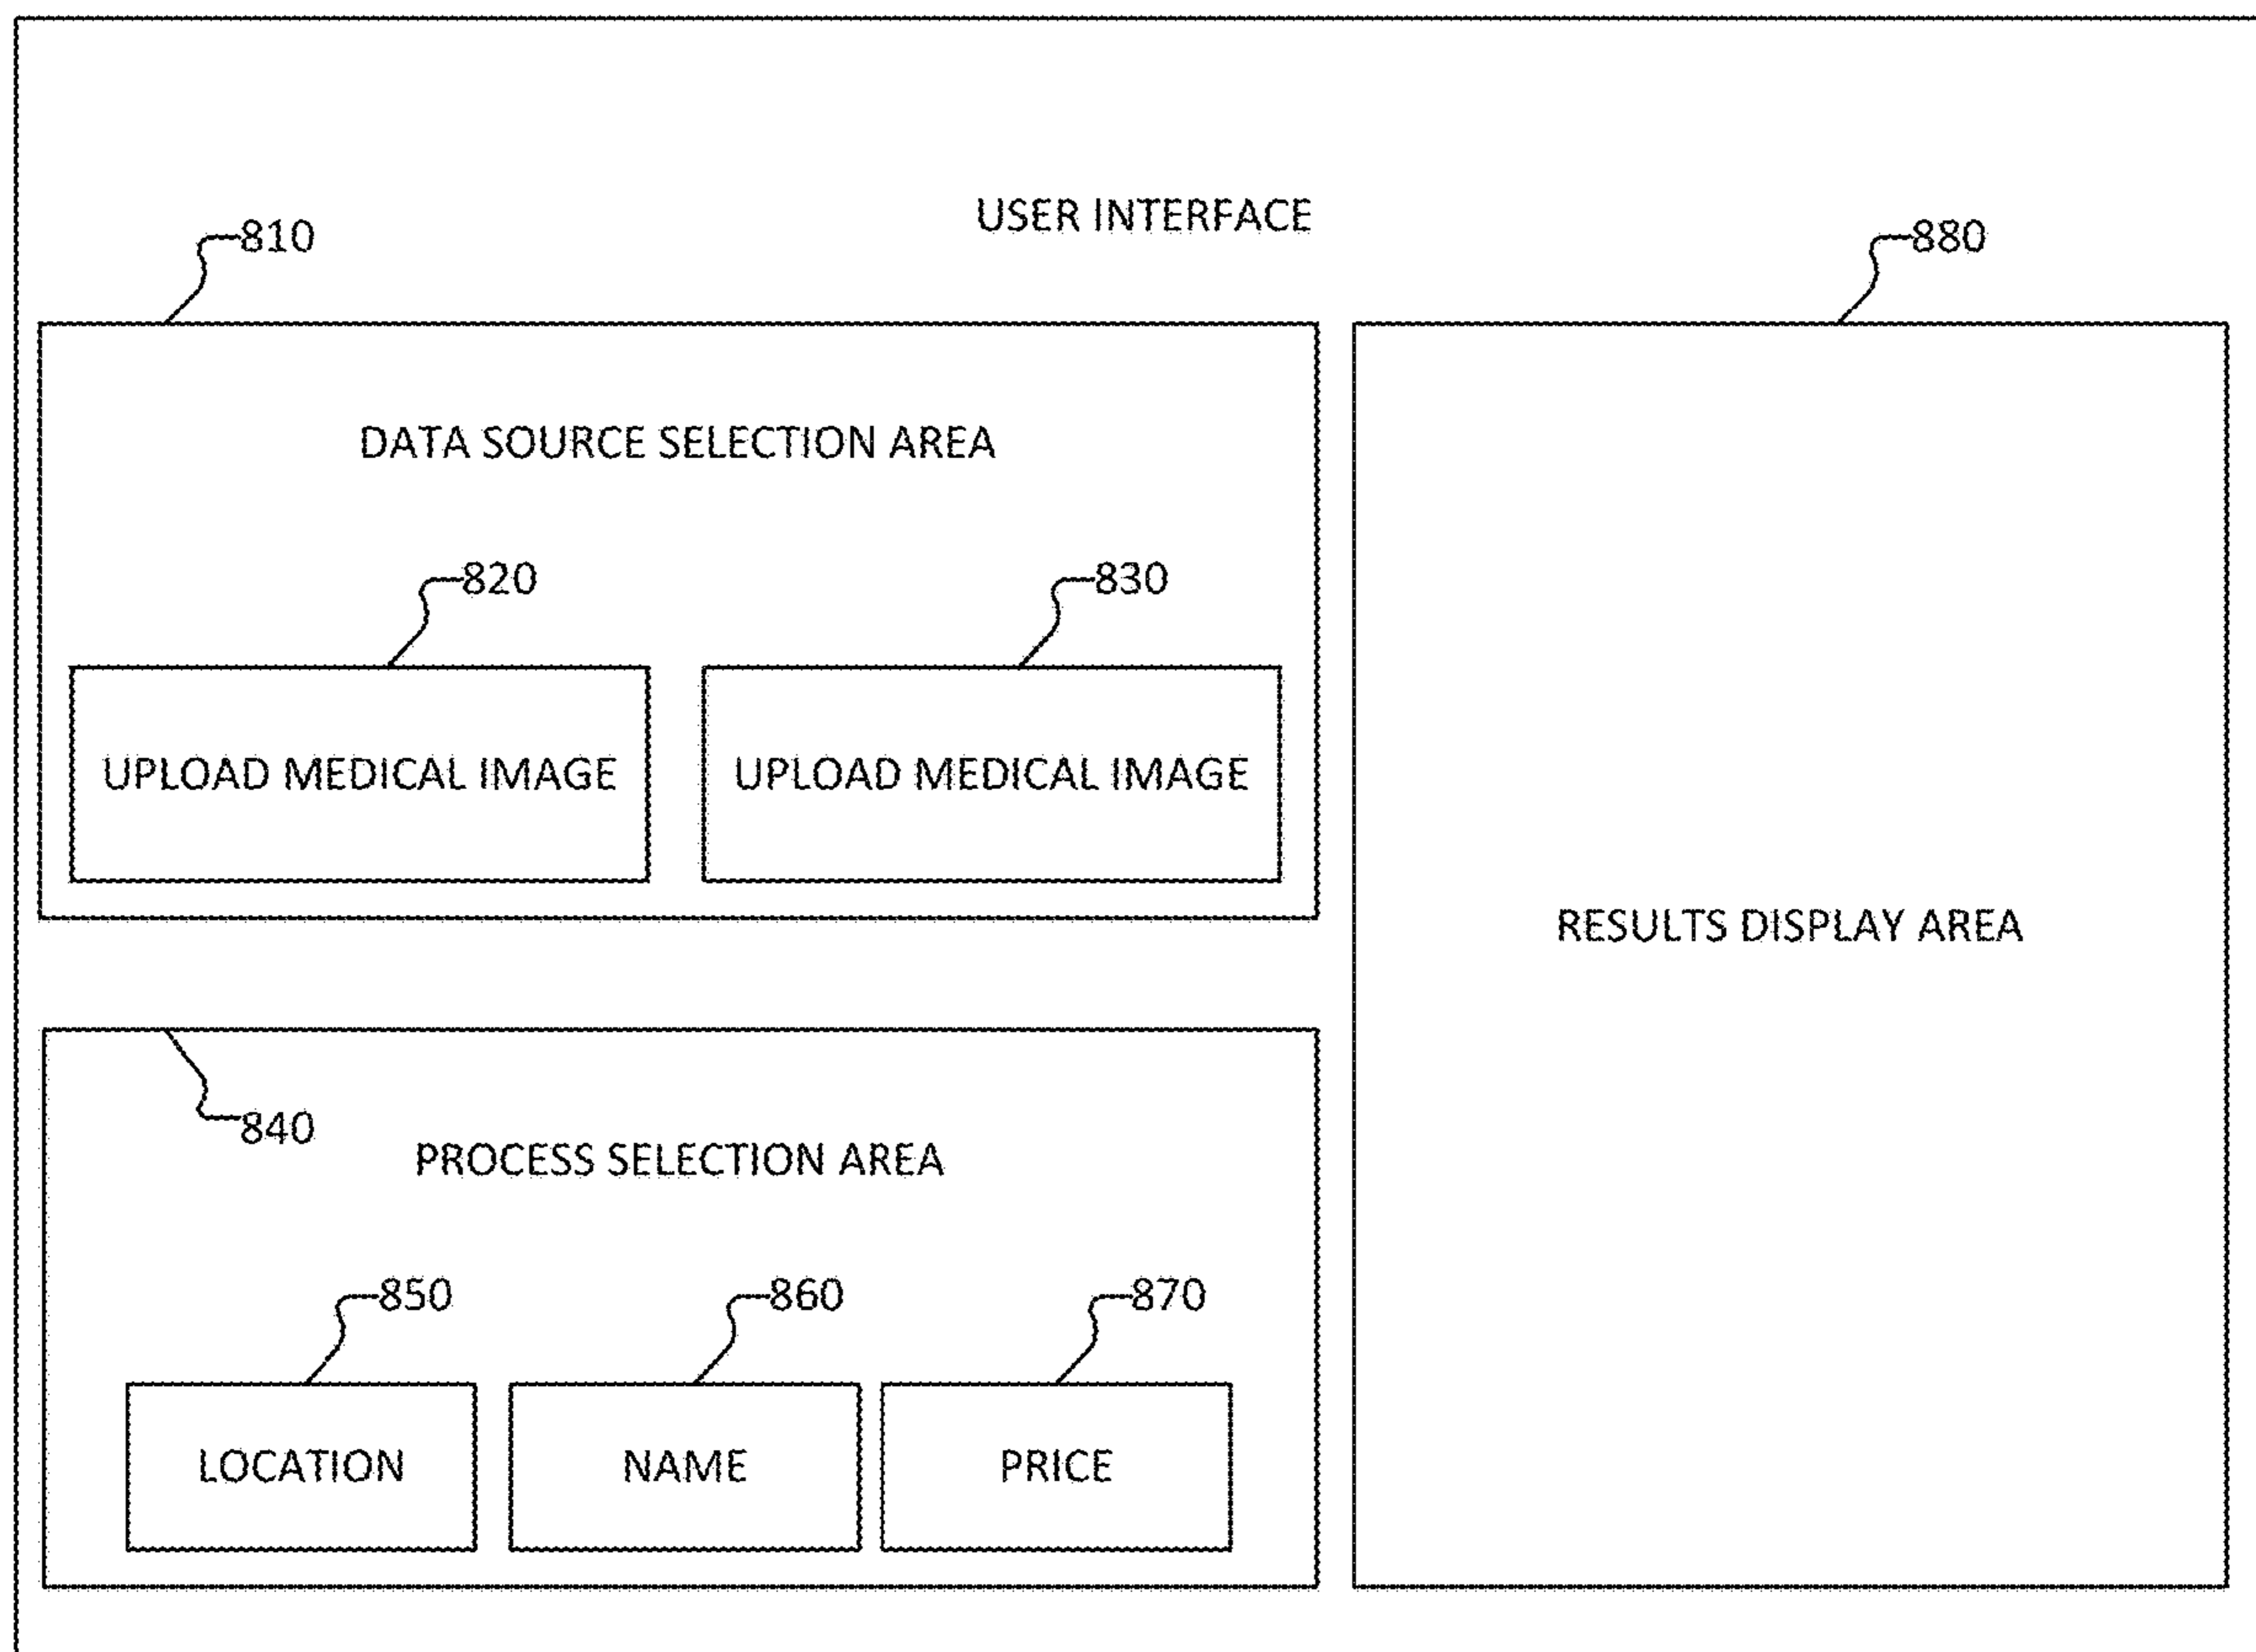 USER INTERFACE
810
880
DATA SOURCE SELECTION AREA
820
830
UPLOAD MEDICAL IMAGE
UPLOAD MEDICAL IMAGE
RESULTS DISPLAY AREA
840
PROCESS SELECTION AREA
850
860
870
LOCATION
NAME
PRICE